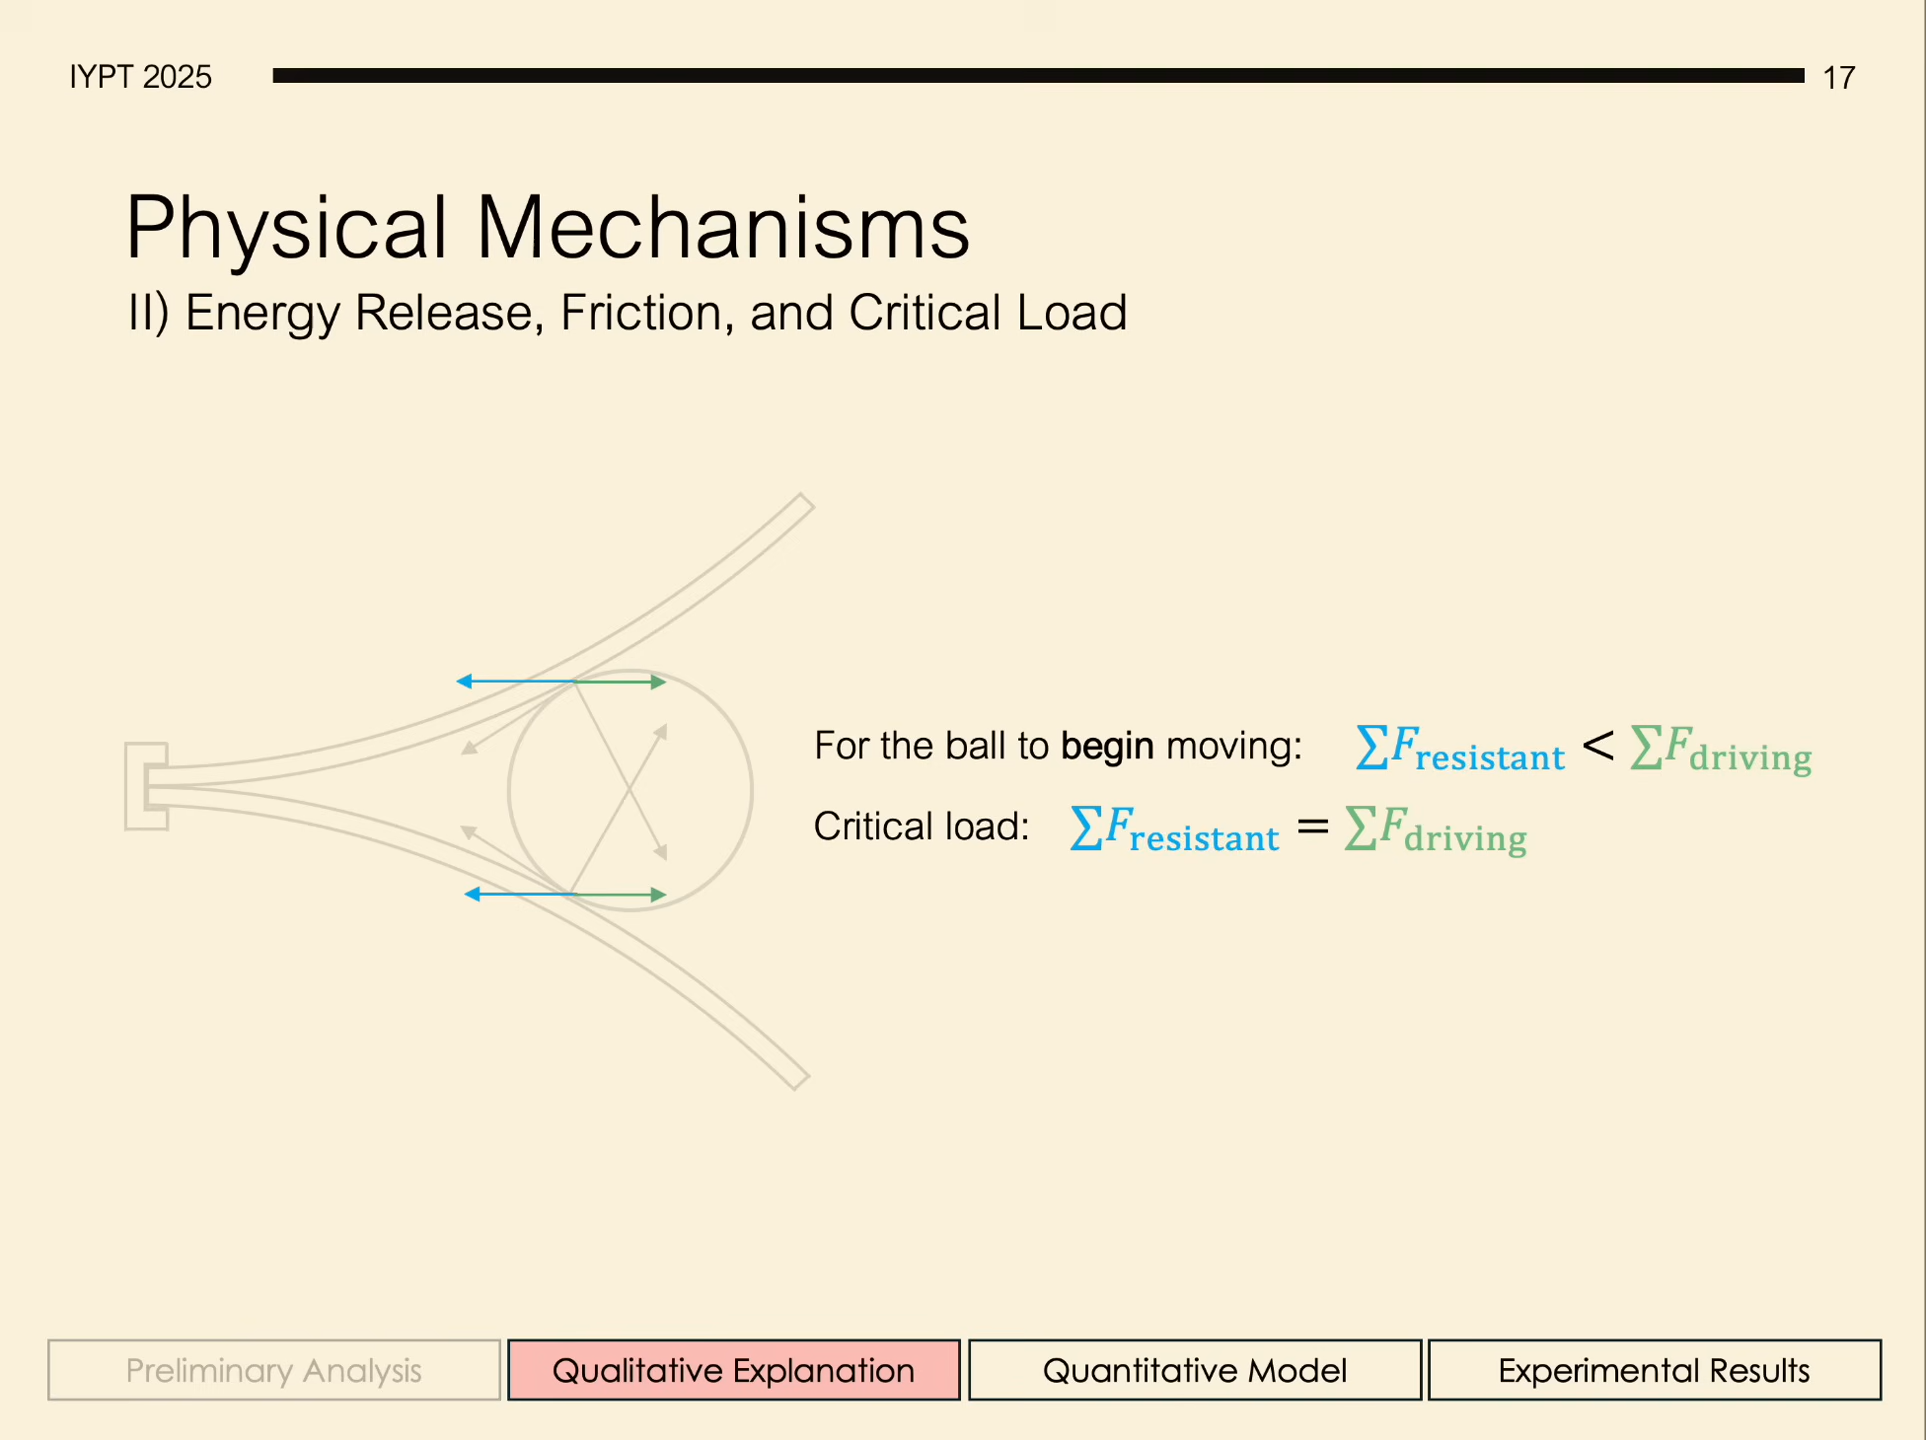 IYPT 2025
17
Physical Mechanisms
II) Energy Release, Friction, and Critical Load
For the ball to begin moving: ∑F_resistant < ∑F_driving
Critical load: ∑F_resistant = ∑F_driving
Preliminary Analysis
Qualitative Explanation
Quantitative Model
Experimental Results